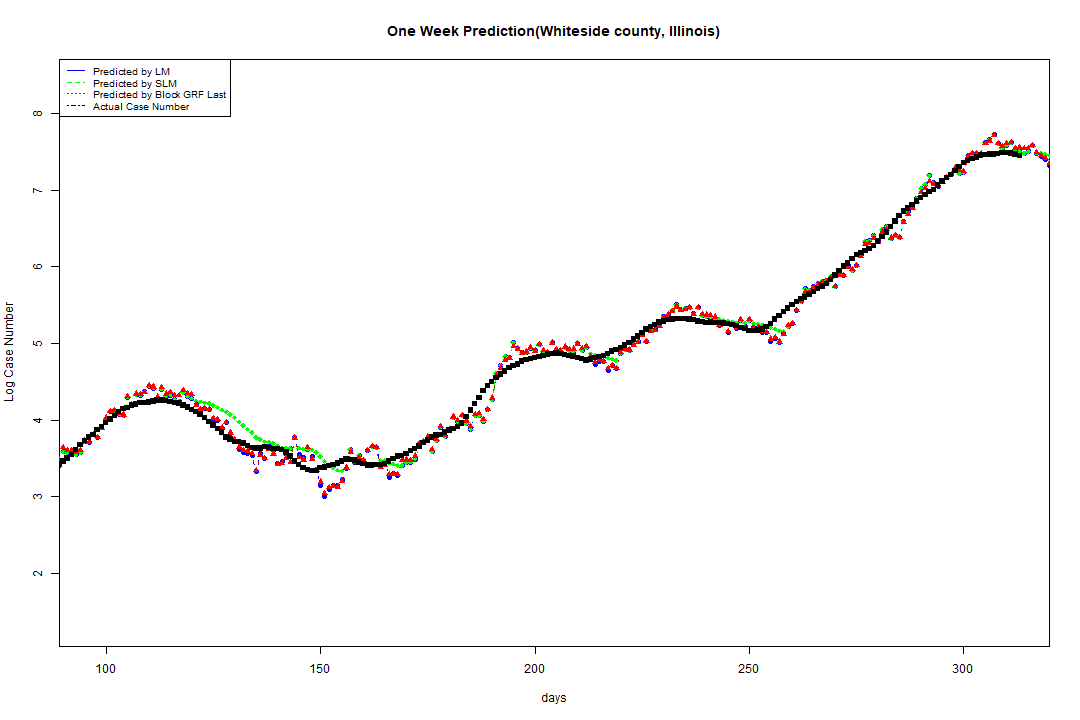 One Week Prediction(Whiteside county, Illinois)
Predicted by LM
Predicted by SLM
Predicted by Block GRF Last
Actual Case Number
8
7
6
5
4
3
2
Log Case Number
100 150 200 250 300
days